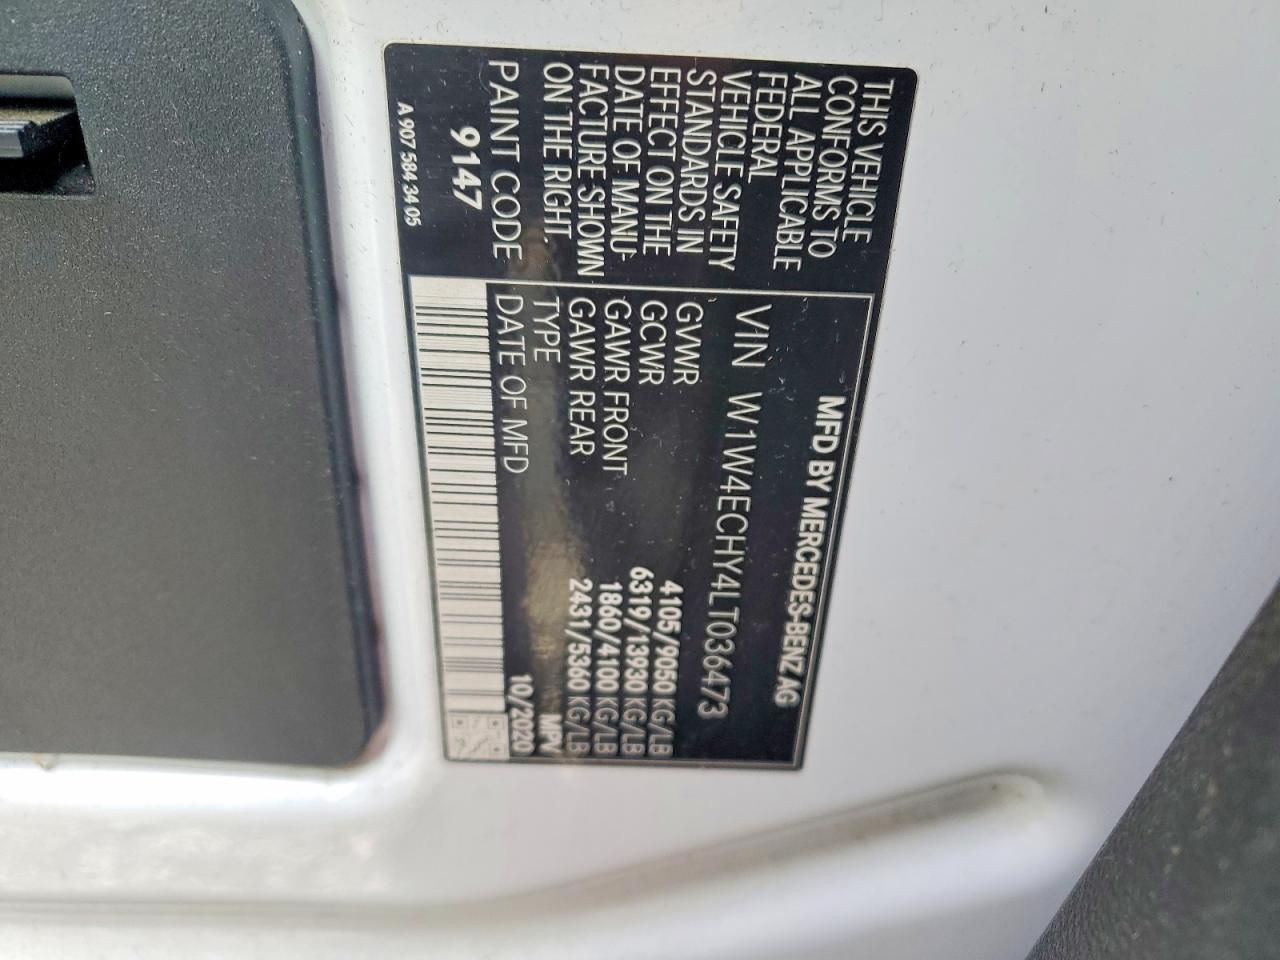 THIS VEHICLE
CONFORMS TO
ALL APPLICABLE
FEDERAL
VEHICLE SAFETY
STANDARDS IN
EFFECT ON THE
DATE OF MANU-
FACTURE SHOWN
ON THE RIGHT
PAINT CODE
9147
A 907 584 34 05
MFD BY MERCEDES-BENZ AG
VIN W1W4ECHY4LT036473
GVWR 4105/9050 KG/LB
GCWR 6319/13930 KG/LB
GAWR FRONT 1860/4100 KG/LB
GAWR REAR 2431/5360 KG/LB
TYPE MPV
DATE OF MFD 10/2020